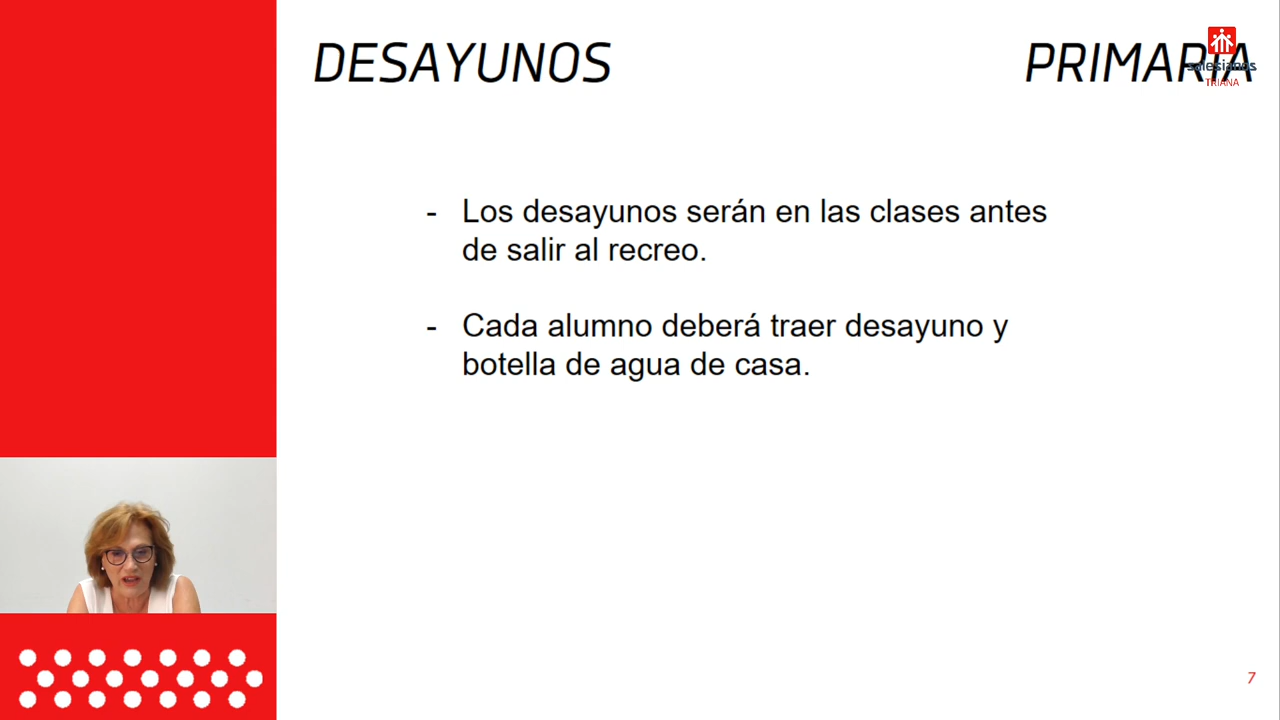 DESAYUNOS PRIMARIA
salesianos
TRIANA
- Los desayunos serán en las clases antes
de salir al recreo.
- Cada alumno deberá traer desayuno y
botella de agua de casa.
7